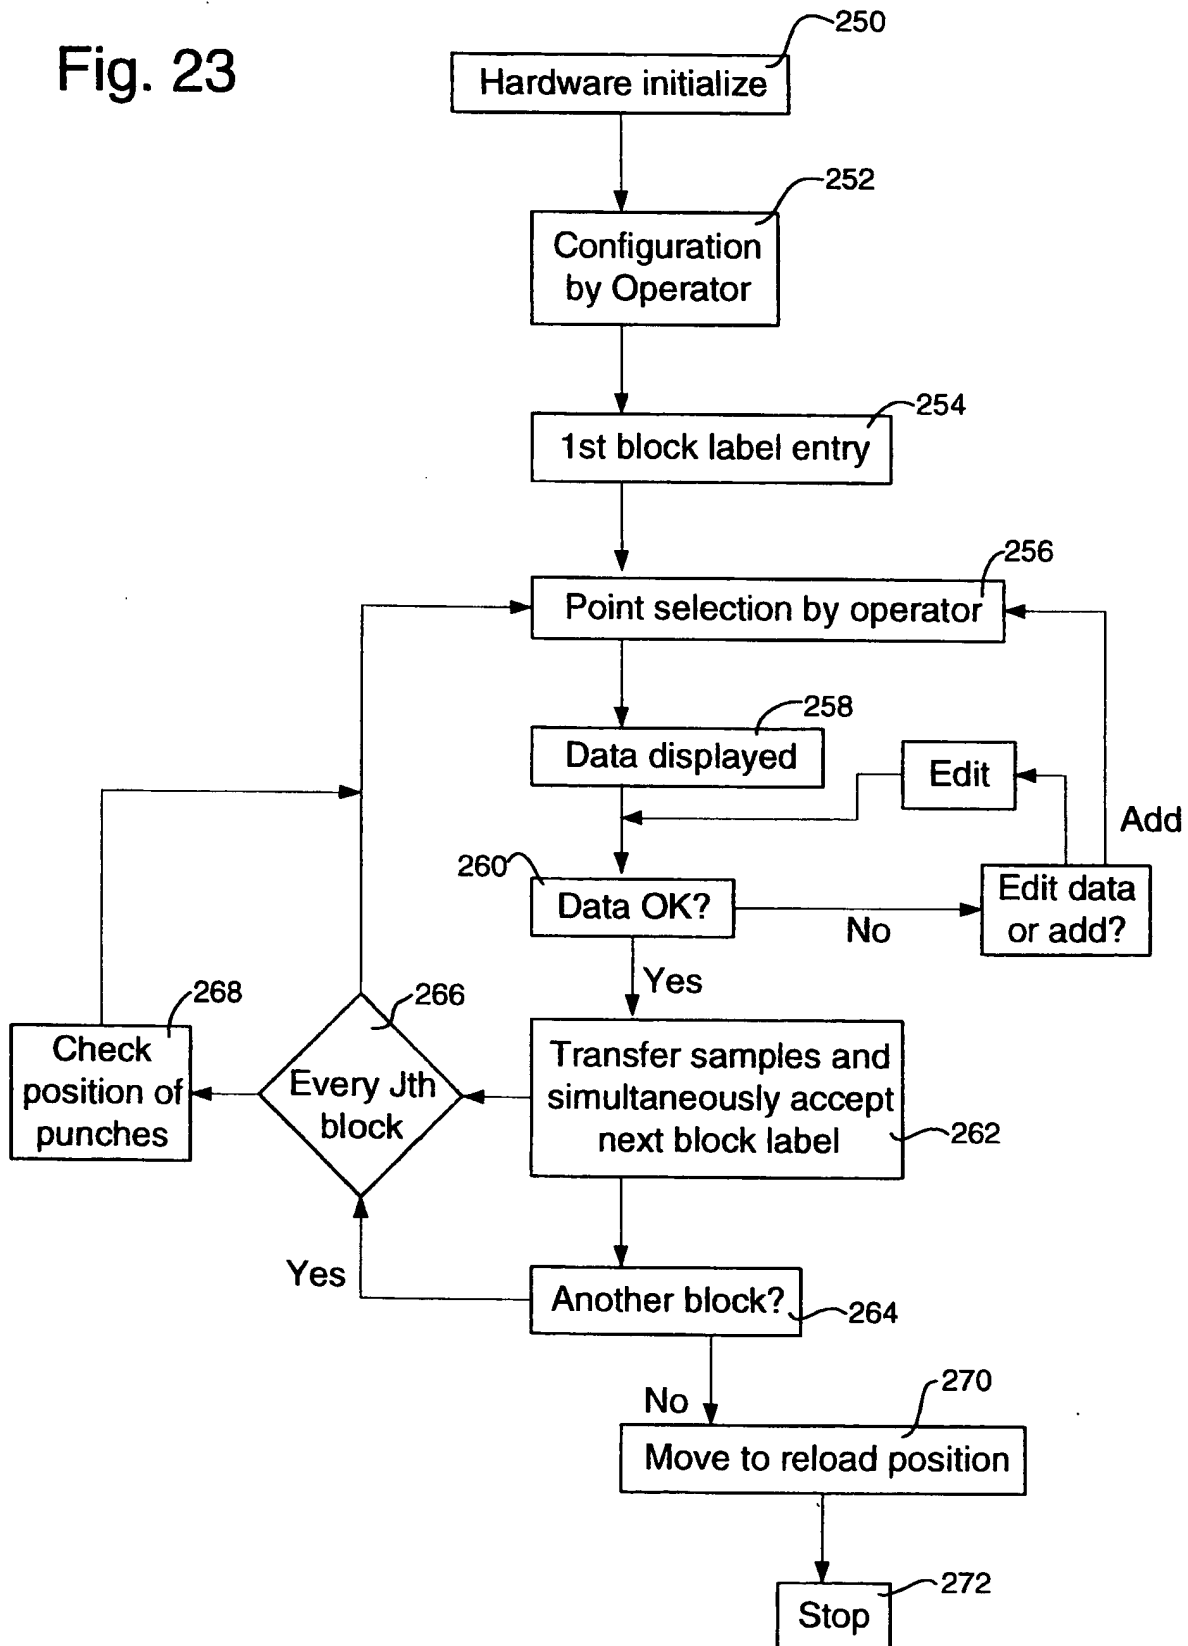 Fig. 23
250
Hardware initialize
252
Configuration
by Operator
254
1st block label entry
256
Point selection by operator
258
Data displayed
Edit
Add
260
Data OK?
No
Edit data
or add?
Yes
268
266
Check
position of
punches
Every Jth
block
Transfer samples and
simultaneously accept
next block label
262
Yes
Another block?
264
No
270
Move to reload position
272
Stop